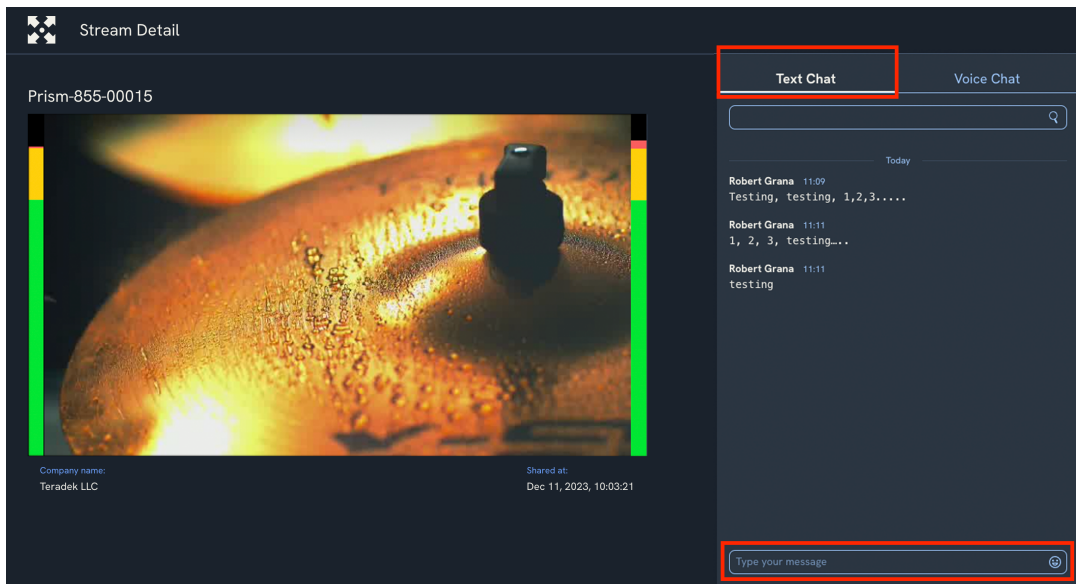 Stream Detail
Prism-855-00015
Company name:
Teradek LLC
Shared at:
Dec 11, 2023, 10:03:21
Text Chat
Voice Chat
Today
Robert Grana 11:09
Testing, testing, 1,2,3.....
Robert Grana 11:11
1, 2, 3, testing…..
Robert Grana 11:11
testing
Type your message